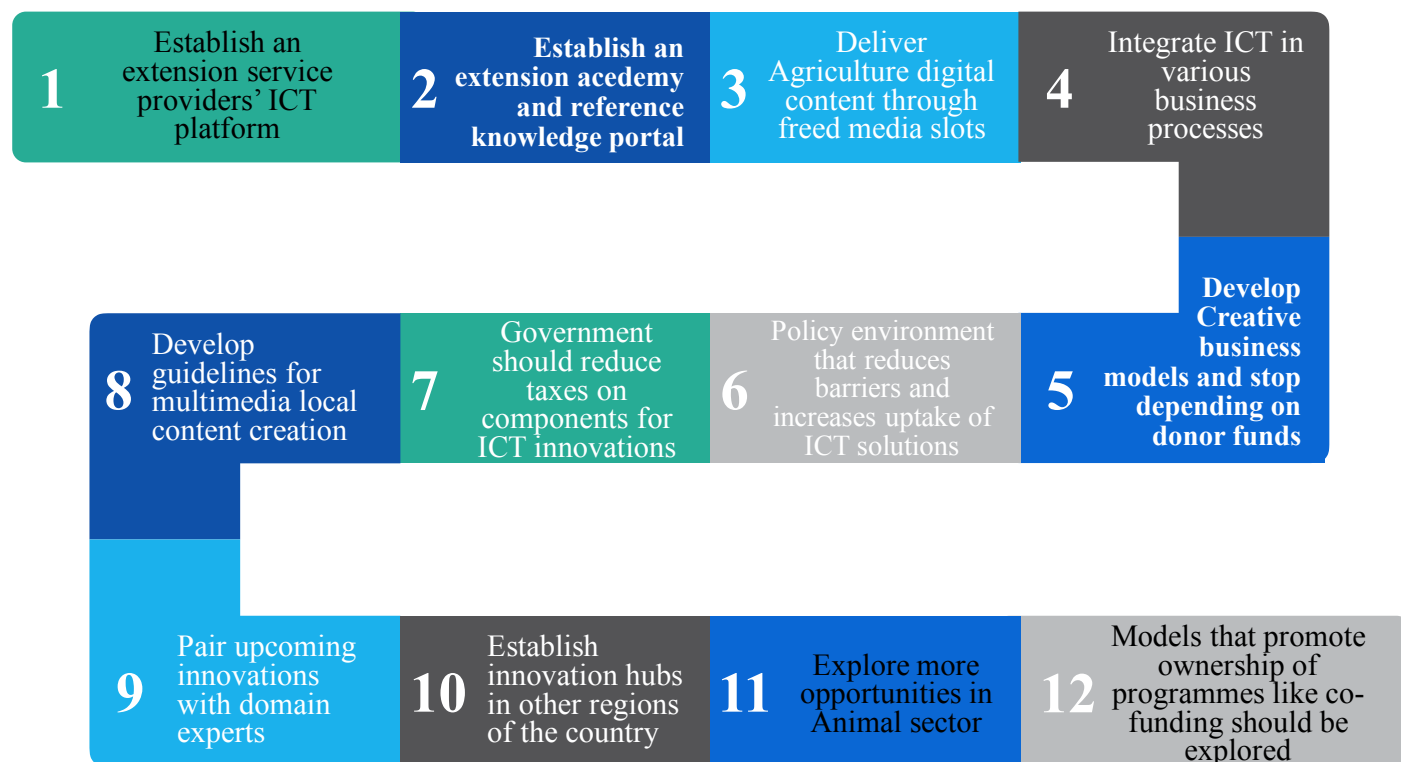 1
Establish an
extension service
providers’ ICT
platform
2
Establish an
extension acedemy
and reference
knowledge portal
3
Deliver
Agriculture digital
content through
freed media slots
4
Integrate ICT in
various
business
processes
5
Develop
Creative
business
models and stop
depending on
donor funds
6
Policy environment
that reduces
barriers and
increases uptake of
ICT solutions
7
Government
should reduce
taxes on
components for
ICT innovations
8
Develop
guidelines for
multimedia local
content creation
9
Pair upcoming
innovations
with domain
experts
10
Establish
innovation hubs
in other regions
of the country
11
Explore more
opportunities in
Animal sector
12
Models that promote
ownership of
programmes like co-
funding should be
explored